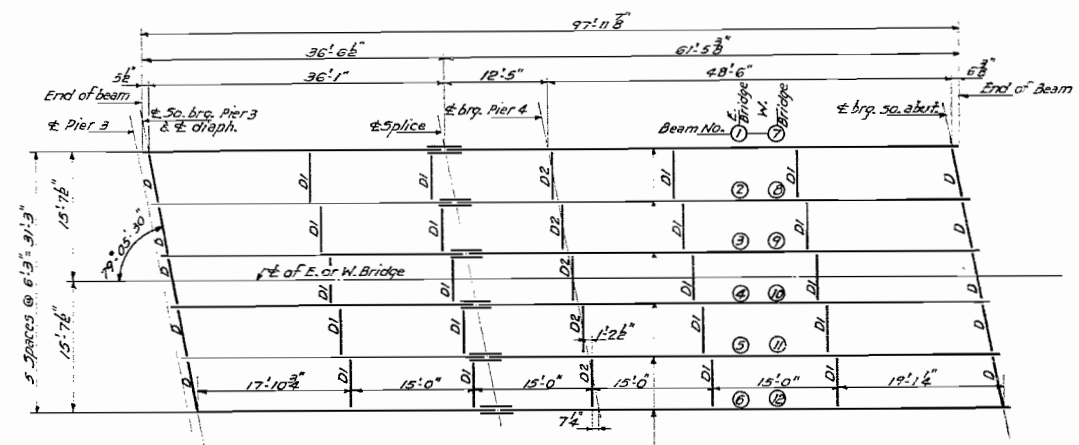 97'-11 7/8"
36'-6 1/2"
61'-5 3/8"
5 1/2"
36'-1"
12'-5"
48'-6"
6 3/8"
End of beam
℄ So. brg. Pier 3
& ℄ diaph.
℄ Pier 3
℄ Splice
℄ brg. Pier 4
Beam No.
E. Bridge
W. Bridge
1
7
℄ brg. so. abut.
End of Beam
D D1 D1 D2 D1 D1 D
2 8
D D1 D1 D2 D1 D1 D
3 9
D D1 D1 D2 D1 D1 D
℄ of E. or W. Bridge
4 10
D D1 D1 D2 D1 D1 D
1'-2 1/2"
5 11
D D1 D1 D2 D1 D1 D
6 12
5 Spaces @ 6'-3" = 31'-3"
15'-7 1/2"
15'-7 1/2"
79°-05'-30"
17'-10 3/4"
15'-0"
15'-0"
15'-0"
15'-0"
19'-1 1/4"
7 1/4"